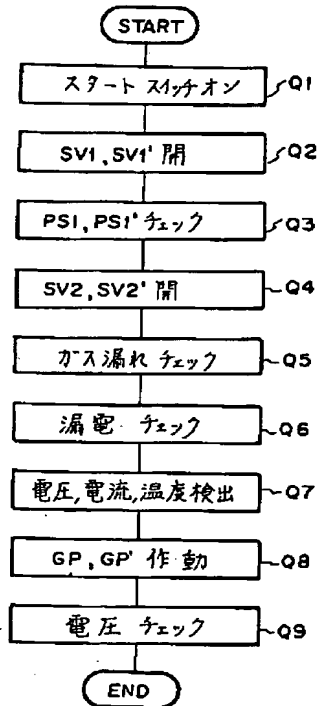 START
スタートスイッチオン Q1
SV1, SV1' 開 Q2
PS1, PS1' チェック Q3
SV2, SV2' 開 Q4
ガス漏れチェック Q5
漏電 チェック Q6
電圧,電流,温度検出 Q7
GP, GP' 作動 Q8
電圧 チェック Q9
END